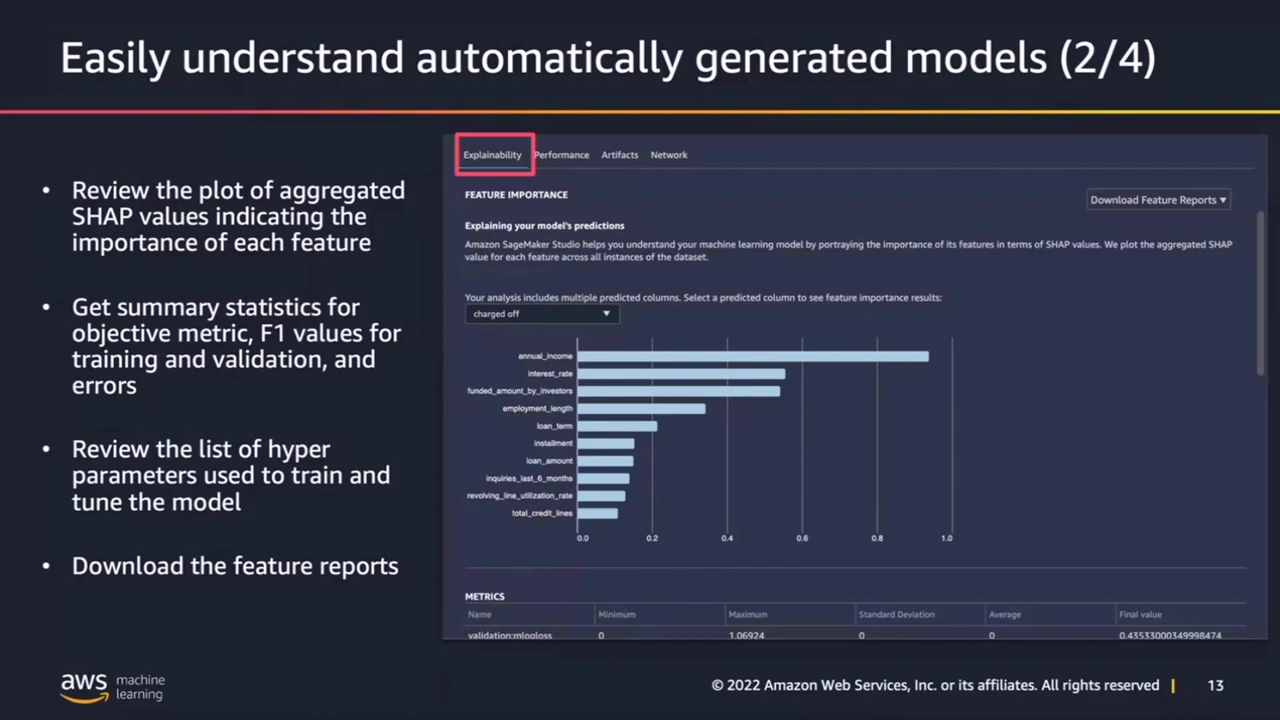 Easily understand automatically generated models (2/4)
• Review the plot of aggregated
SHAP values indicating the
importance of each feature
• Get summary statistics for
objective metric, F1 values for
training and validation, and
errors
• Review the list of hyper
parameters used to train and
tune the model
• Download the feature reports
Explainability Performance Artifacts Network
FEATURE IMPORTANCE
Download Feature Reports ▾
Explaining your model's predictions
Amazon SageMaker Studio helps you understand your machine learning model by portraying the importance of its features in terms of SHAP values. We plot the aggregated SHAP
value for each feature across all instances of the dataset.
Your analysis includes multiple predicted columns. Select a predicted column to see feature importance results:
charged off ▾
annual_income
interest_rate
funded_amount_by_investors
employment_length
loan_term
installment
loan_amount
inquiries_last_6_months
revolving_line_utilization_rate
total_credit_lines
0.0 0.2 0.4 0.6 0.8 1.0
METRICS
Name Minimum Maximum Standard Deviation Average Final value
validation:mlogloss 0 1.06924 0 0 0.43533000349998474
aws machine
learning
© 2022 Amazon Web Services, Inc. or its affiliates. All rights reserved | 13